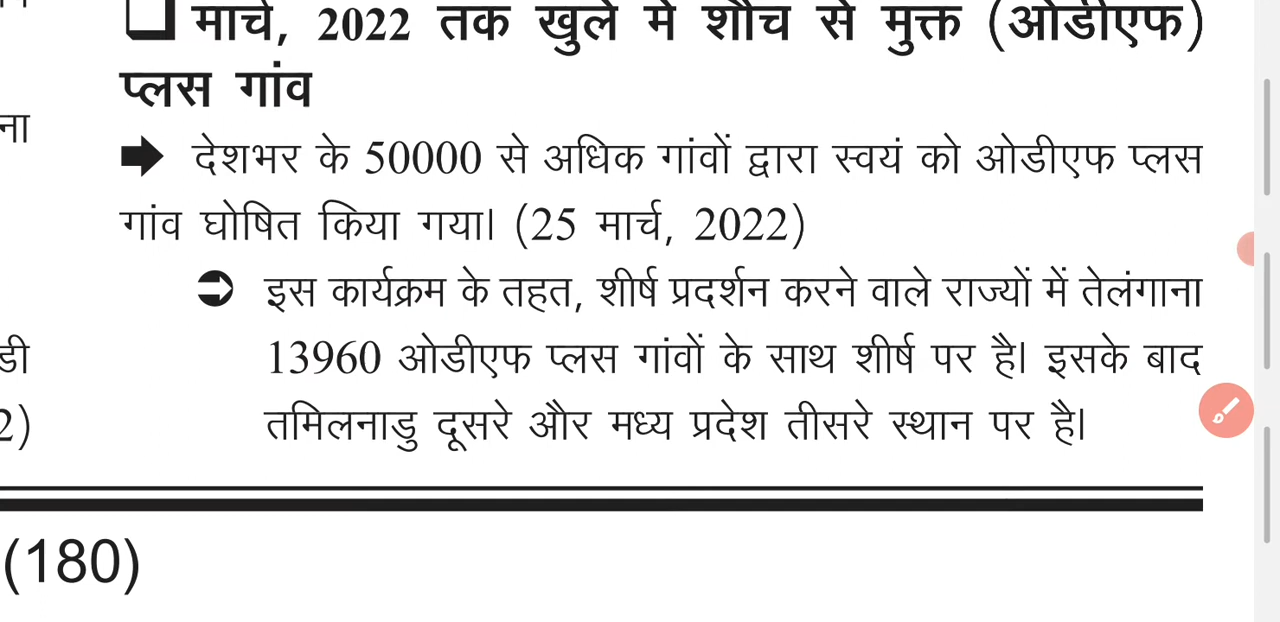 ❑ मार्च, 2022 तक खुले में शौच से मुक्त (ओडीएफ)
प्लस गांव
ना
➡ देशभर के 50000 से अधिक गांवों द्वारा स्वयं को ओडीएफ प्लस
गांव घोषित किया गया। (25 मार्च, 2022)
➲ इस कार्यक्रम के तहत, शीर्ष प्रदर्शन करने वाले राज्यों में तेलंगाना
डी
13960 ओडीएफ प्लस गांवों के साथ शीर्ष पर है। इसके बाद
2)
तमिलनाडु दूसरे और मध्य प्रदेश तीसरे स्थान पर है।
(180)